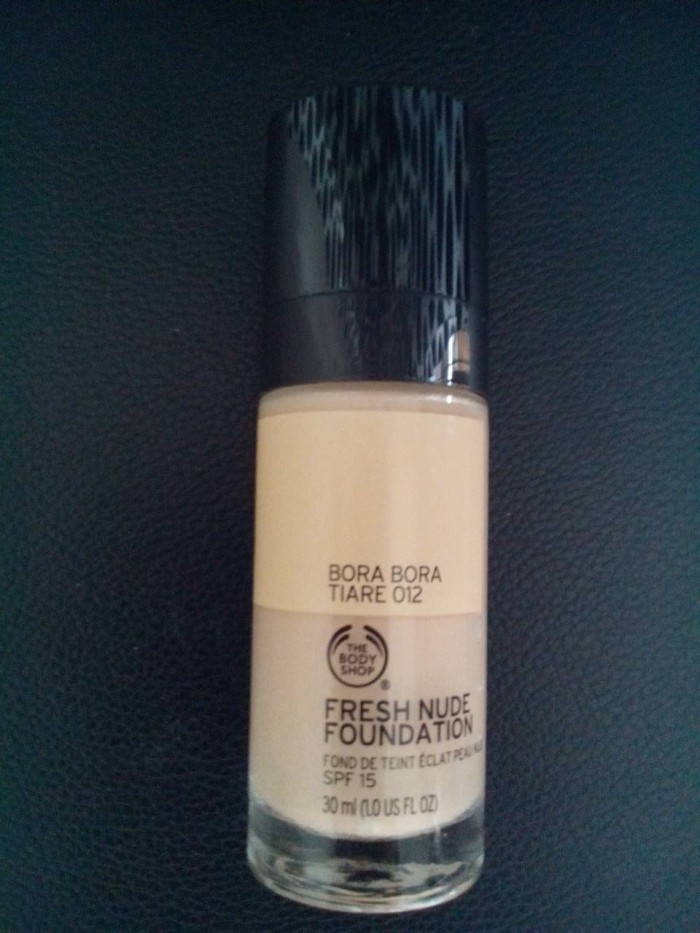 BORA BORA
TIARE 012
THE
BODY
SHOP
®
FRESH NUDE
FOUNDATION
FOND DE TEINT ÉCLAT PEAU
SPF 15
30 ml (1.0 US FL OZ)